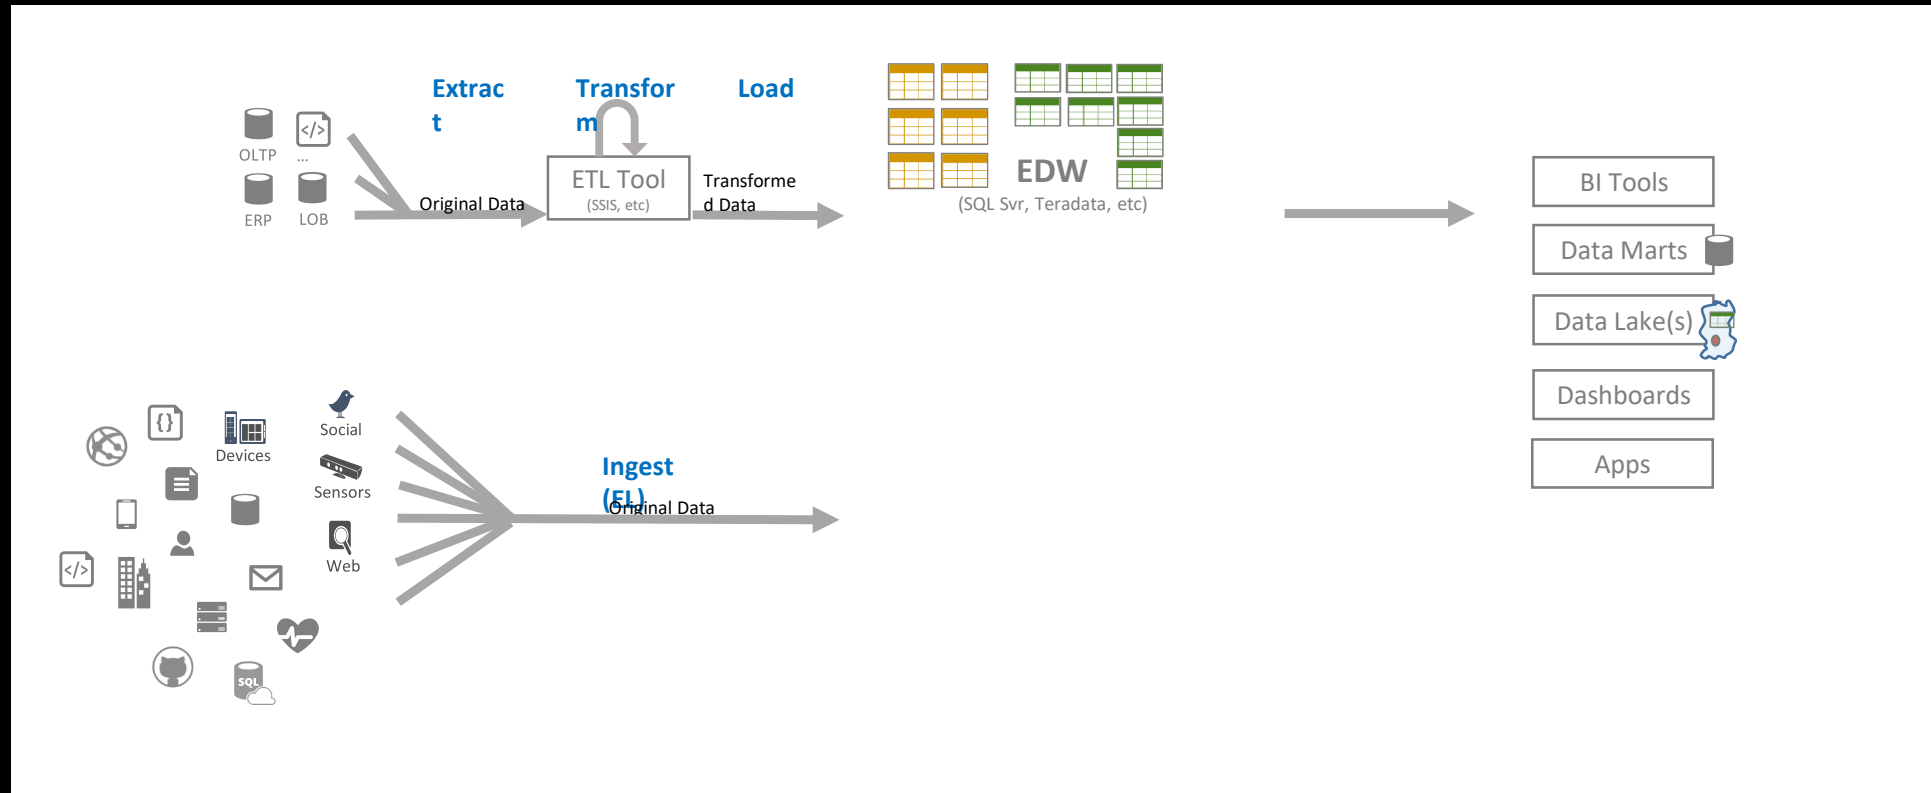 Extrac
t
Transfor
m
Load
OLTP
</>
...
ERP
LOB
Original Data
ETL Tool
(SSIS, etc)
Transforme
d Data
EDW
(SQL Svr, Teradata, etc)
BI Tools
Data Marts
Data Lake(s)
Dashboards
Apps
{}
Devices
Social
Sensors
Web
</>
SQL
Ingest
(EL)
Original Data